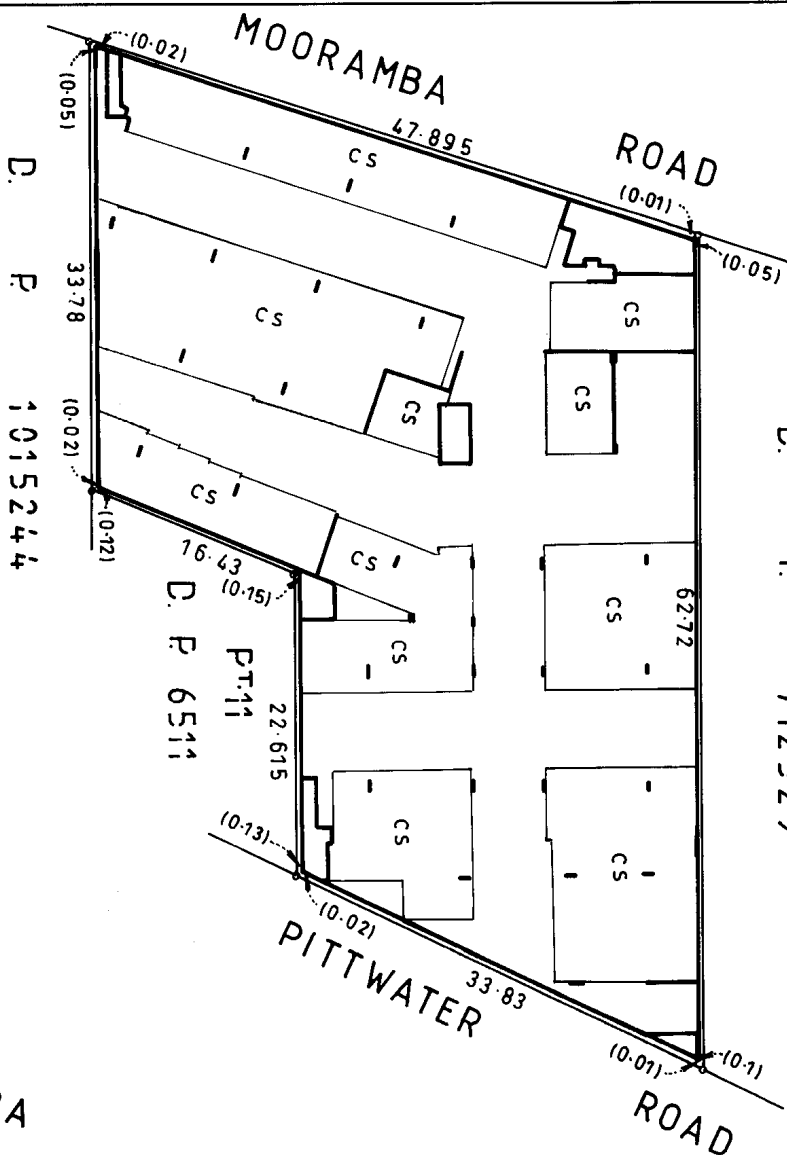 MOORAMBA
ROAD
47·895
(0·02)
(0·05)
(0·01)
(0·05)
CS
CS
CS
CS
CS
33·78
D. P. 1015244
(0·02)
(0·12)
CS
CS
16·43
(0·15)
CS
CS
62·72
PT.11
D. P. 6511
22·615
CS
CS
(0·13)
(0·02)
PITTWATER
ROAD
33·83
(0·01)
(0·1)